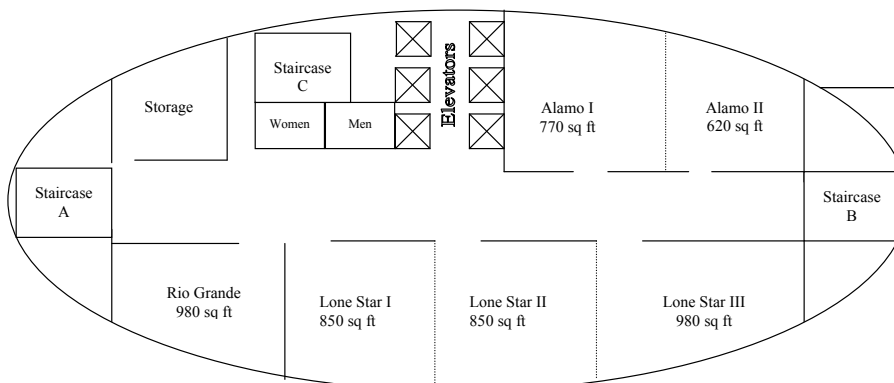 Staircase
C
Elevators
Storage
Alamo I
770 sq ft
Alamo II
620 sq ft
Women
Men
Staircase
A
Staircase
B
Rio Grande
980 sq ft
Lone Star I
850 sq ft
Lone Star II
850 sq ft
Lone Star III
980 sq ft